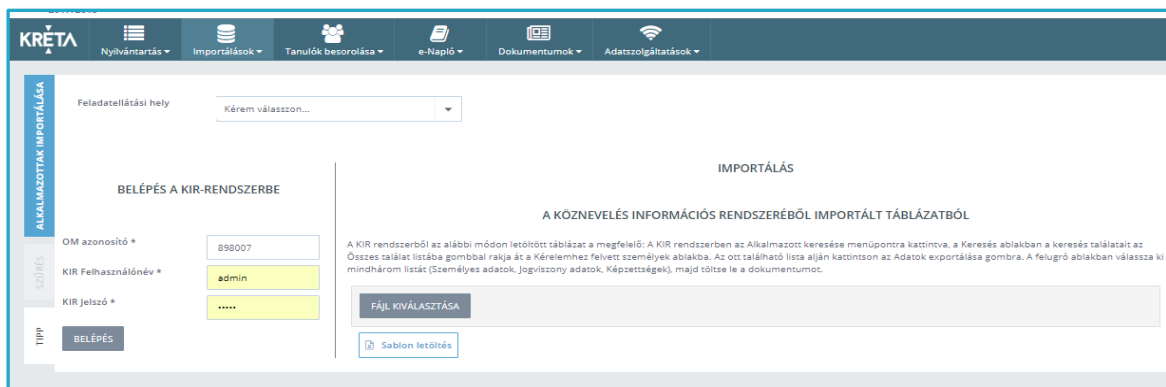 KRÉTA
Nyilvántartás
Importálások
Tanulók besorolása
e-Napló
Dokumentumok
Adatszolgáltatások
ALKALMAZOTTAK IMPORTÁLÁSA
SZŰRÉS
TIPP
Feladatellátási hely
Kérem válasszon...
BELÉPÉS A KIR-RENDSZERBE
OM azonosító *
898007
KIR Felhasználónév *
admin
KIR Jelszó *
•••••
BELÉPÉS
IMPORTÁLÁS
A KÖZNEVELÉS INFORMÁCIÓS RENDSZERÉBŐL IMPORTÁLT TÁBLÁZATBÓL
A KIR rendszerből az alábbi módon letöltött táblázat a megfelelő: A KIR rendszerben az Alkalmazott keresése menüpontra kattintva, a Keresés ablakban a keresés találatait az
Összes találat listába gombbal rakja át a Kérelemhez felvett személyek ablakba. Az ott található lista alján kattintson az Adatok exportálása gombra. A felugró ablakban válassza ki
mindhárom listát (Személyes adatok, Jogviszony adatok, Képzettségek), majd töltse le a dokumentumot.
FÁJL KIVÁLASZTÁSA
Sablon letöltés